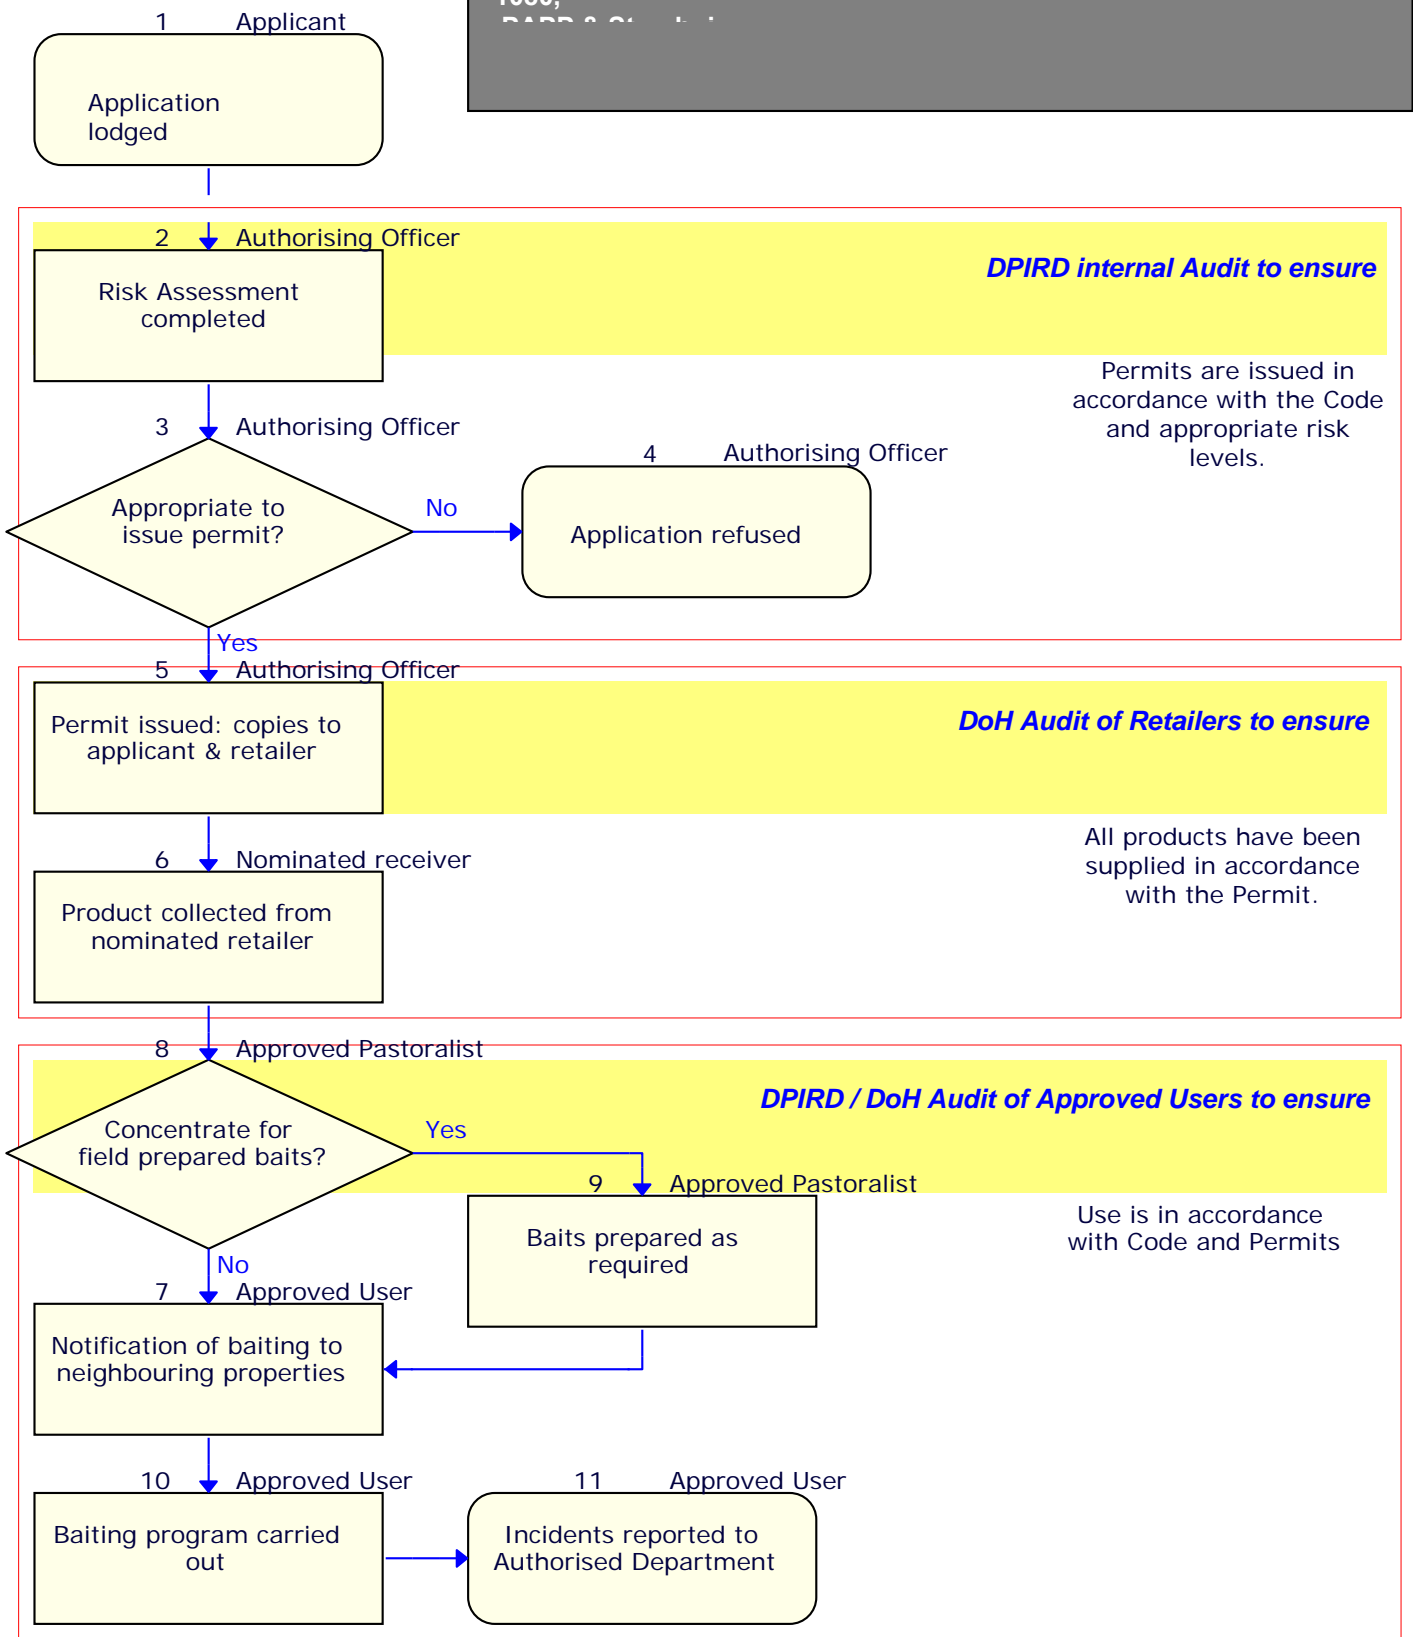 1080,
1 Applicant
Application
lodged
2 Authorising Officer
DPIRD internal Audit to ensure
Risk Assessment
completed
Permits are issued in
accordance with the Code
and appropriate risk
levels.
3 Authorising Officer
4 Authorising Officer
Appropriate to
issue permit?
No
Application refused
Yes
5 Authorising Officer
Permit issued: copies to
applicant & retailer
DoH Audit of Retailers to ensure
All products have been
supplied in accordance
with the Permit.
6 Nominated receiver
Product collected from
nominated retailer
8 Approved Pastoralist
DPIRD / DoH Audit of Approved Users to ensure
Concentrate for
field prepared baits?
Yes
9 Approved Pastoralist
Use is in accordance
with Code and Permits
Baits prepared as
required
No
7 Approved User
Notification of baiting to
neighbouring properties
10 Approved User
11 Approved User
Baiting program carried
out
Incidents reported to
Authorised Department